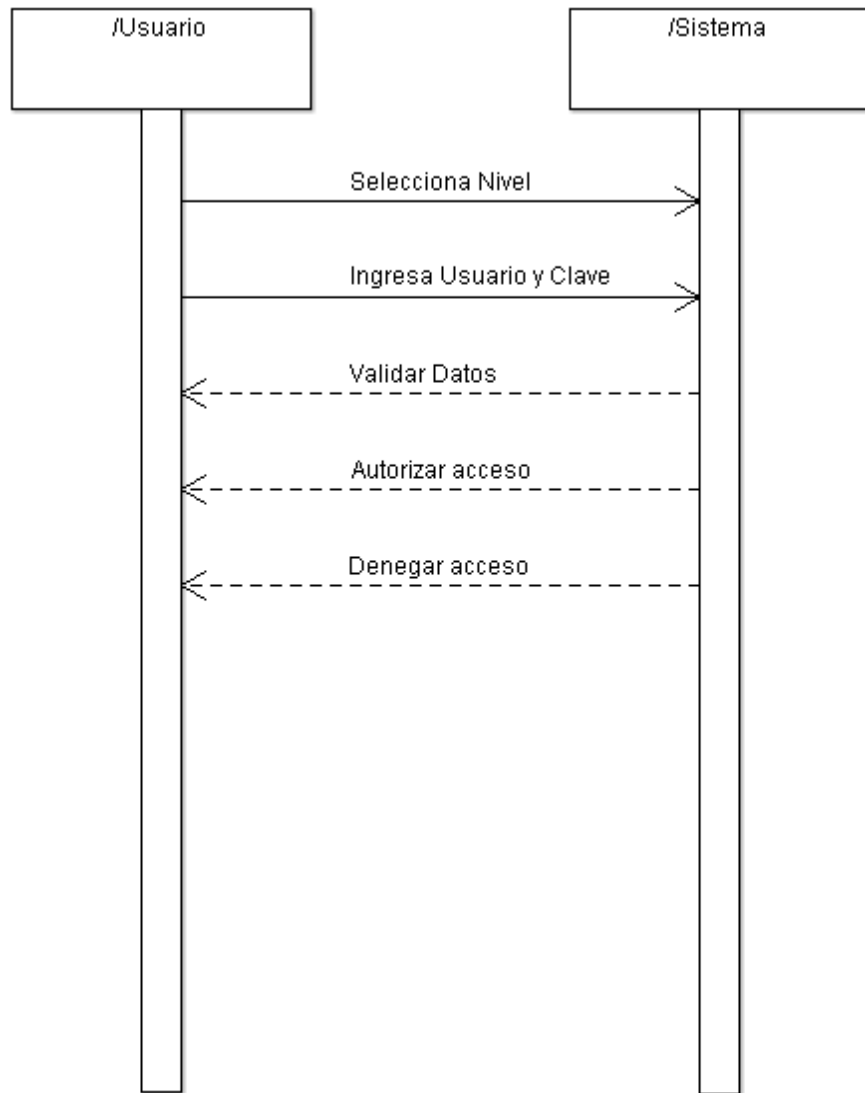 /Usuario
/Sistema
Selecciona Nivel
Ingresa Usuario y Clave
Validar Datos
Autorizar acceso
Denegar acceso